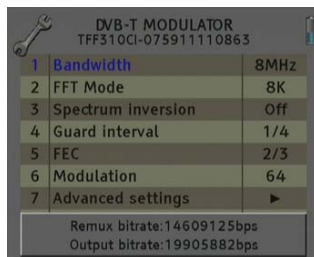 DVB-T MODULATOR
TFF310CI-075911110863
1 Bandwidth 8MHz
2 FFT Mode 8K
3 Spectrum inversion Off
4 Guard interval 1/4
5 FEC 2/3
6 Modulation 64
7 Advanced settings ►
Remux bitrate:14609125bps
Output bitrate:19905882bps